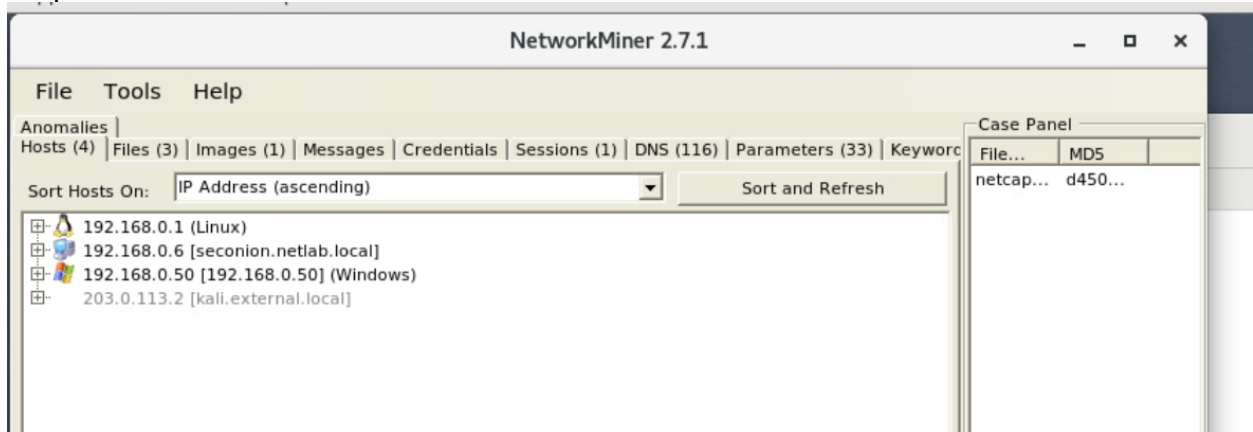 NetworkMiner 2.7.1
File Tools Help
Anomalies
Hosts (4) Files (3) Images (1) Messages Credentials Sessions (1) DNS (116) Parameters (33) Keyworc
Sort Hosts On: IP Address (ascending) Sort and Refresh
192.168.0.1 (Linux)
192.168.0.6 [seconion.netlab.local]
192.168.0.50 [192.168.0.50] (Windows)
203.0.113.2 [kali.external.local]
Case Panel
File... MD5
netcap... d450...